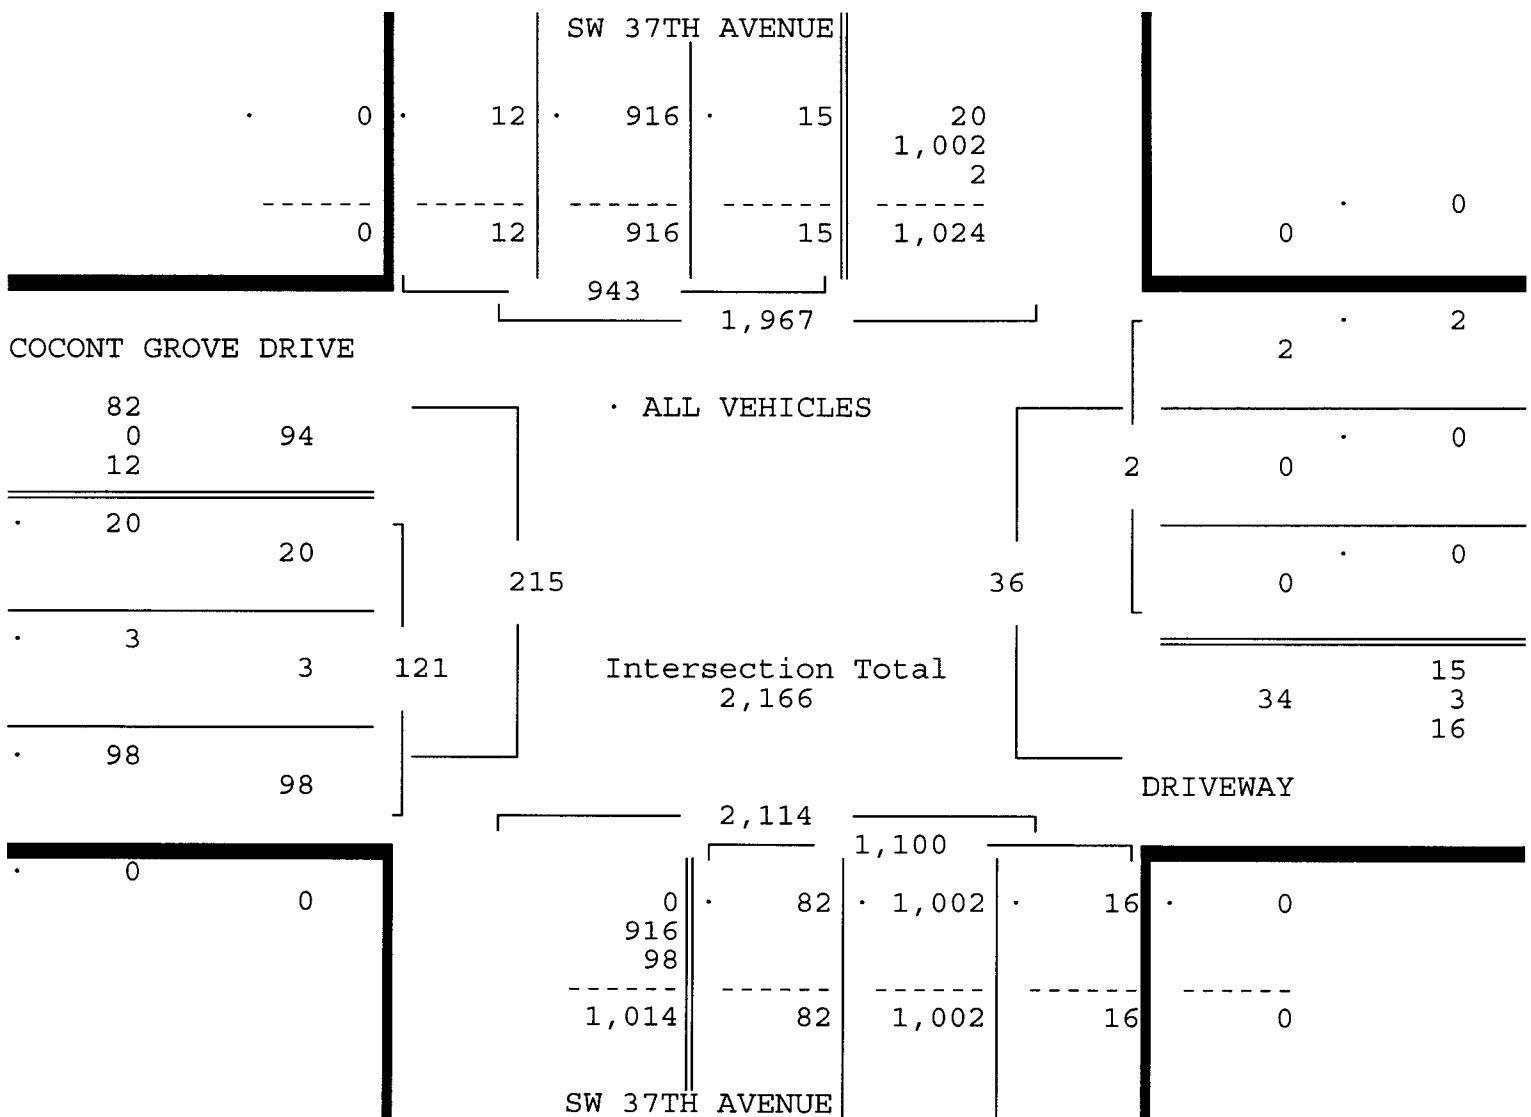 SW 37TH AVENUE
· 0 · 12 · 916 · 15 20
1,002
2
------ ------ ------ ------ ------ · 0
0 12 916 15 1,024 0
943
1,967 · 2
COCONT GROVE DRIVE 2
82 · ALL VEHICLES
0 94 · 0
12 2 0
· 20
20 · 0
215 36 0
· 3
3 121 Intersection Total 15
2,166 34 3
16
· 98
98 DRIVEWAY
2,114
1,100
· 0
0 0 · 82 · 1,002 · 16 · 0
916
98
------ ------ ------ ------ ------
1,014 82 1,002 16 0
SW 37TH AVENUE